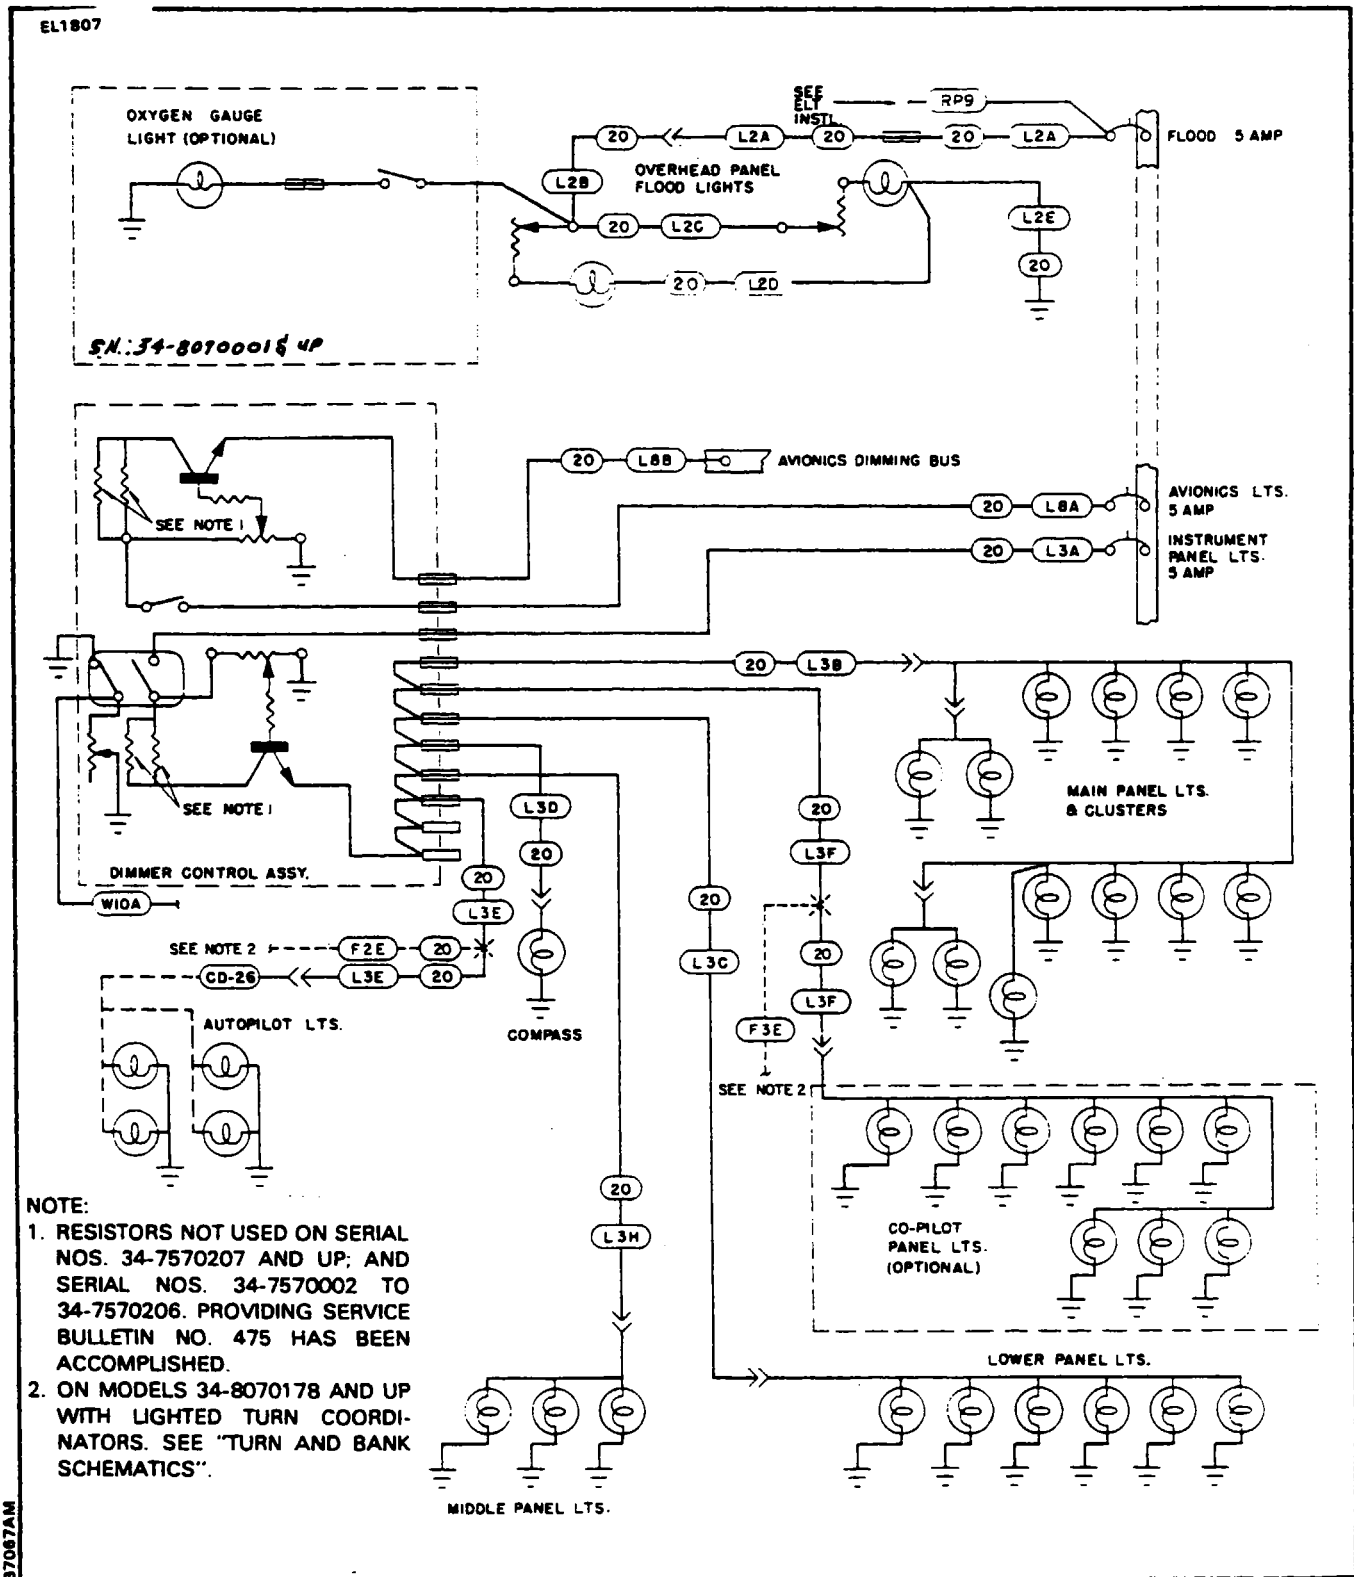 EL1807
OXYGEN GAUGE
LIGHT (OPTIONAL)
SN.: 34-8070001 & UP
SEE
ELT
INSTL.
RP9
20
L2A
20
20
L2A
FLOOD 5 AMP
L2B
OVERHEAD PANEL
FLOOD LIGHTS
20
L2C
L2E
20
20
L2D
SEE NOTE 1
20
L8B
AVIONICS DIMMING BUS
20
L8A
AVIONICS LTS.
5 AMP
20
L3A
INSTRUMENT
PANEL LTS.
5 AMP
20
L3B
SEE NOTE 1
DIMMER CONTROL ASSY.
W10A
L3D
20
20
L3E
20
L3F
MAIN PANEL LTS.
& CLUSTERS
20
L3C
SEE NOTE 2
F2E
20
CD-26
L3E
20
20
L3F
F3E
SEE NOTE 2
AUTOPILOT LTS.
COMPASS
20
L3H
CO-PILOT
PANEL LTS.
(OPTIONAL)
LOWER PANEL LTS.
MIDDLE PANEL LTS.
NOTE:
1. RESISTORS NOT USED ON SERIAL
NOS. 34-7570207 AND UP; AND
SERIAL NOS. 34-7570002 TO
34-7570206. PROVIDING SERVICE
BULLETIN NO. 475 HAS BEEN
ACCOMPLISHED.
2. ON MODELS 34-8070178 AND UP
WITH LIGHTED TURN COORDI-
NATORS. SEE "TURN AND BANK
SCHEMATICS".